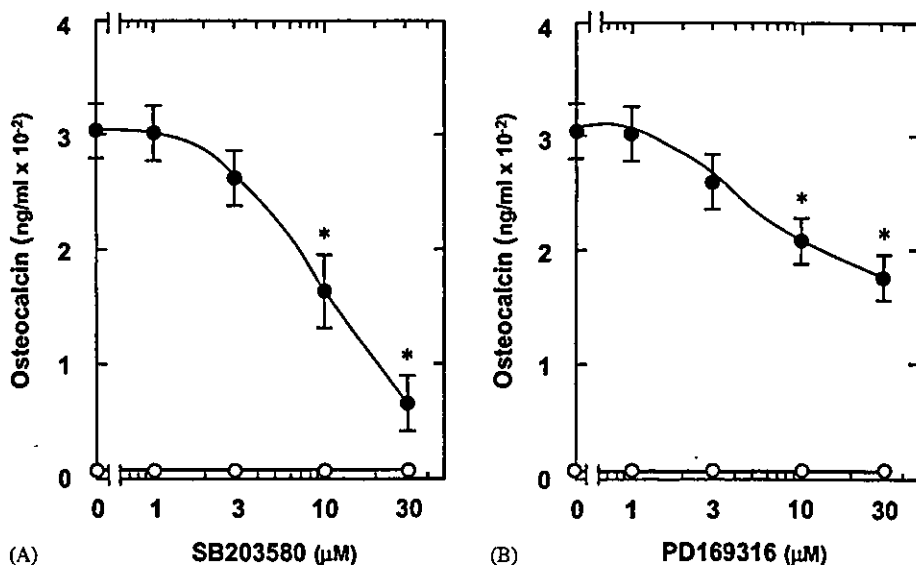 4
3
2
1
0
Osteocalcin (ng/ml x 10⁻²)
*
*
0 1 3 10 30
(A) SB203580 (μM)
4
3
2
1
0
Osteocalcin (ng/ml x 10⁻²)
*
*
0 1 3 10 30
(B) PD169316 (μM)